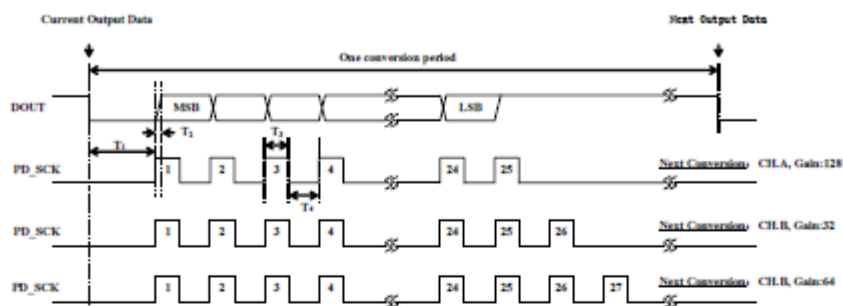 Current Output Data
Next Output Data
One conversion period
DOUT
MSB
LSB
T1
T2
T3
PD_SCK
1
2
3
4
24
25
Next Conversion: CH.A, Gain:128
T4
PD_SCK
1
2
3
4
24
25
26
Next Conversion: CH.B, Gain:32
PD_SCK
1
2
3
4
24
25
26
27
Next Conversion: CH.B, Gain:64